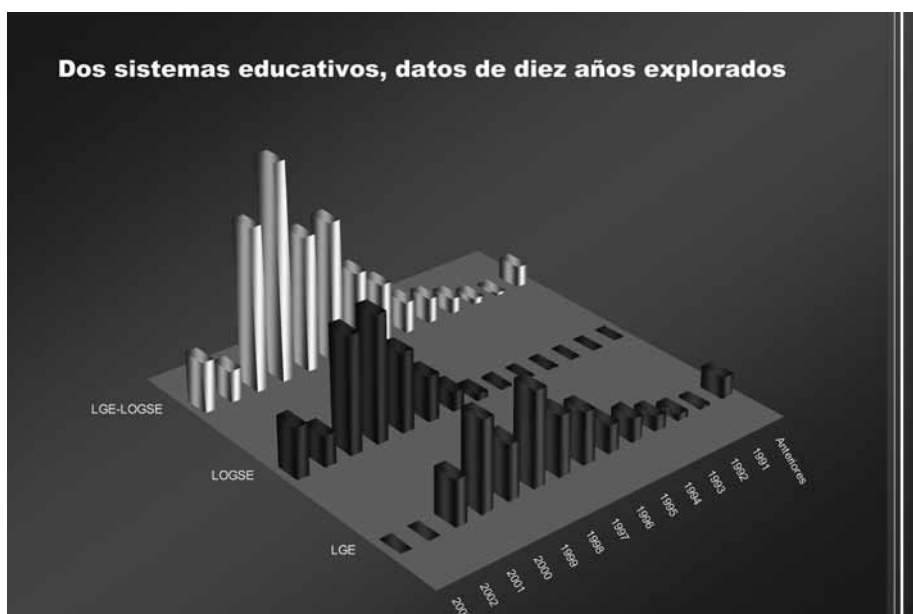 Dos sistemas educativos, datos de diez años explorados
LGE-LOGSE
LOGSE
LGE
2002
2001
2000
1999
1998
1997
1996
1995
1994
1993
1992
1991
Anteriores